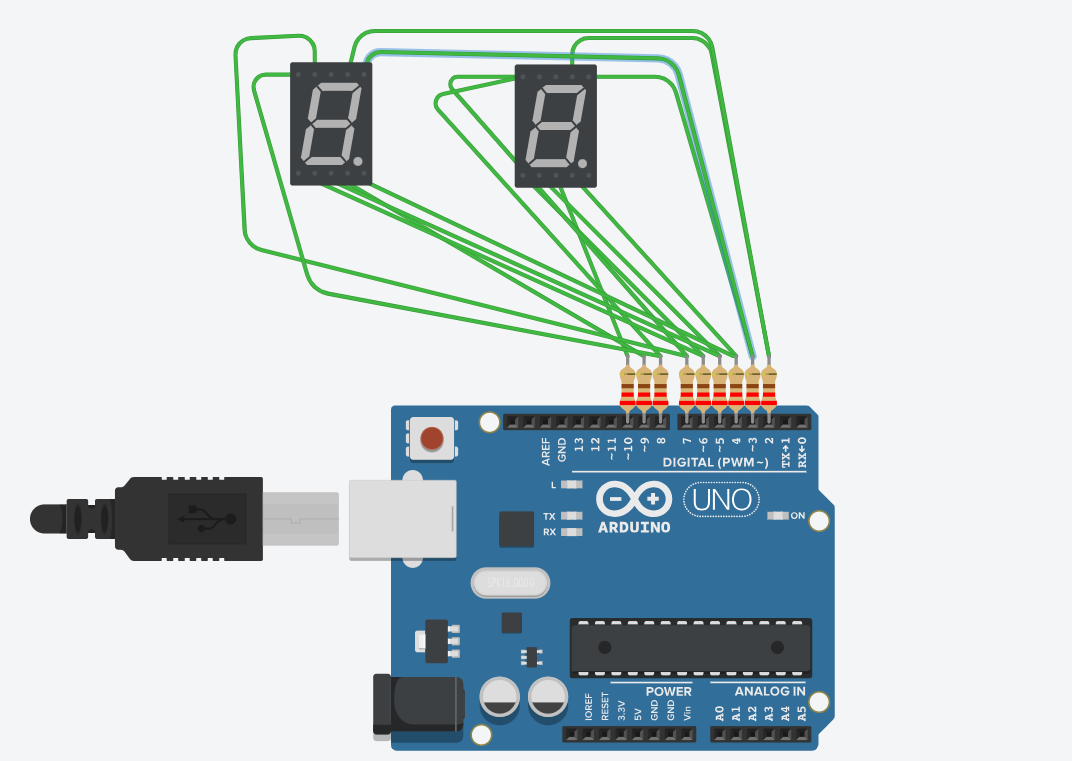 AREF
GND
13
12
~11
~10
~9
8
7
~6
~5
4
~3
2
TX→1
RX←0
DIGITAL (PWM~)
L
TX
RX
UNO
ARDUINO
ON
SPK16.000G
POWER
ANALOG IN
IOREF
RESET
3.3V
5V
GND
GND
Vin
A0
A1
A2
A3
A4
A5